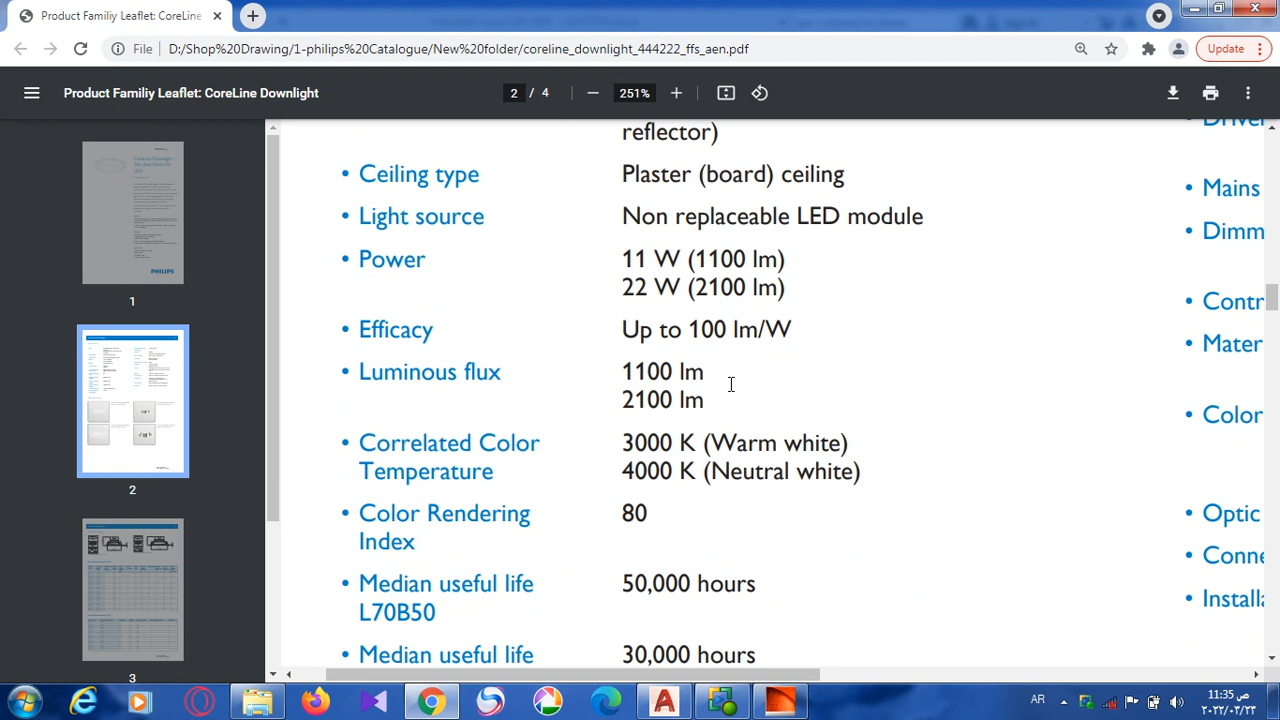 Product Familiy Leaflet: CoreLine
File
D:/Shop%20Drawing/1-philips%20Catalogue/New%20folder/coreline_downlight_444222_ffs_aen.pdf
Update
Product Familiy Leaflet: CoreLine Downlight
2 / 4
251%
PHILIPS
1
2
3
reflector)
• Ceiling type Plaster (board) ceiling
• Light source Non replaceable LED module
• Power 11 W (1100 lm)
22 W (2100 lm)
• Efficacy Up to 100 lm/W
• Luminous flux 1100 lm
2100 lm
• Correlated Color 3000 K (Warm white)
Temperature 4000 K (Neutral white)
• Color Rendering 80
Index
• Median useful life 50,000 hours
L70B50
• Median useful life 30,000 hours
Driver
• Mains
• Dimm
• Contr
• Mater
• Color
• Optic
• Conne
• Installa
AR
11:35 ص
٢٠٢٢/٠٣/٢٣